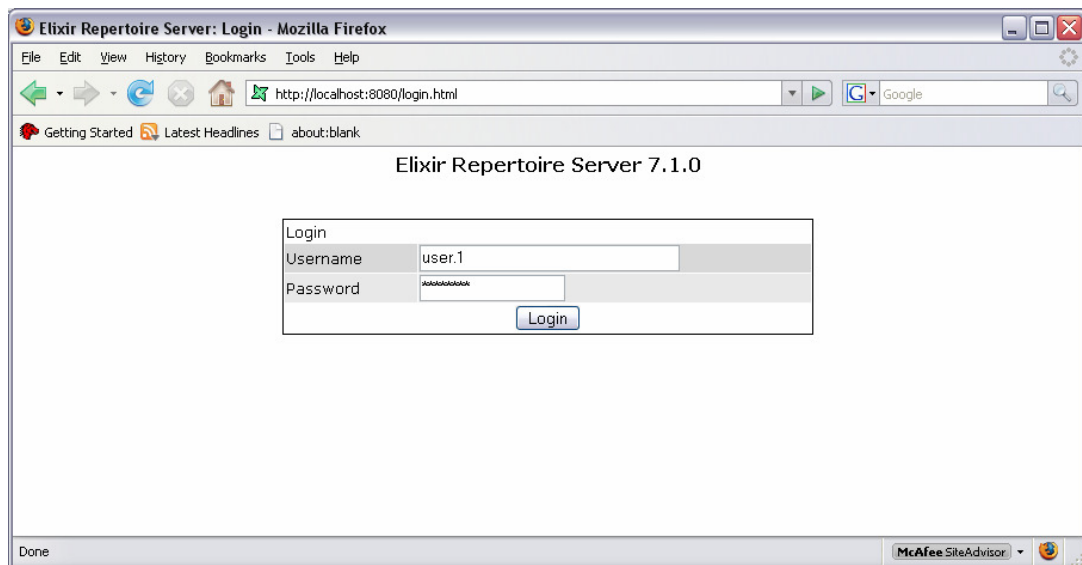 Elixir Repertoire Server: Login - Mozilla Firefox
File Edit View History Bookmarks Tools Help
http://localhost:8080/login.html
G Google
Getting Started Latest Headlines about:blank
Elixir Repertoire Server 7.1.0
Login
Username user.1
Password ********
Login
Done McAfee SiteAdvisor